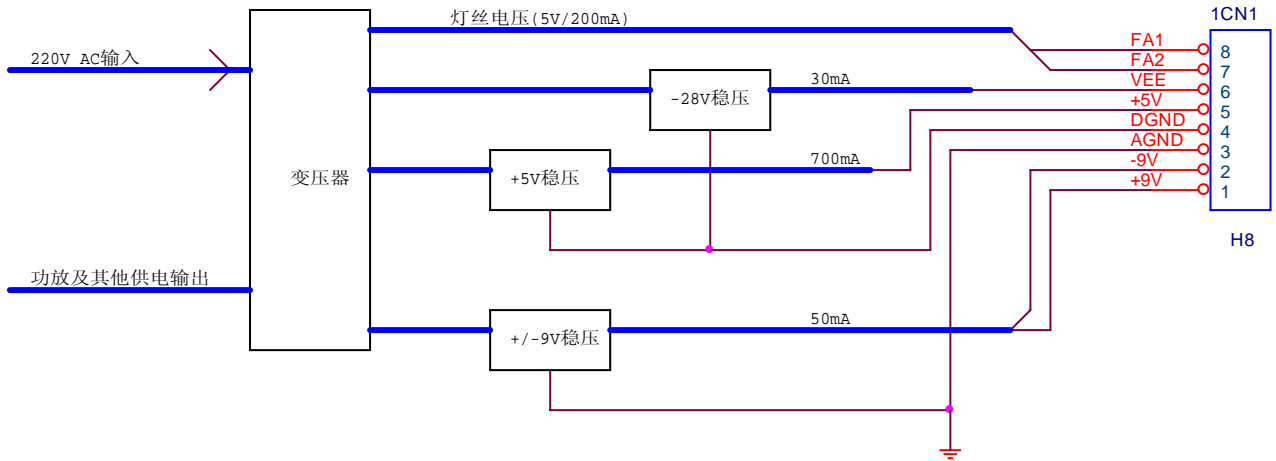 灯丝电压(5V/200mA)
1CN1
220V AC输入
FA1
8
FA2
7
-28V稳压
30mA
VEE
6
+5V
5
DGND
4
AGND
3
变压器
+5V稳压
700mA
-9V
2
+9V
1
H8
功放及其他供电输出
+/-9V稳压
50mA